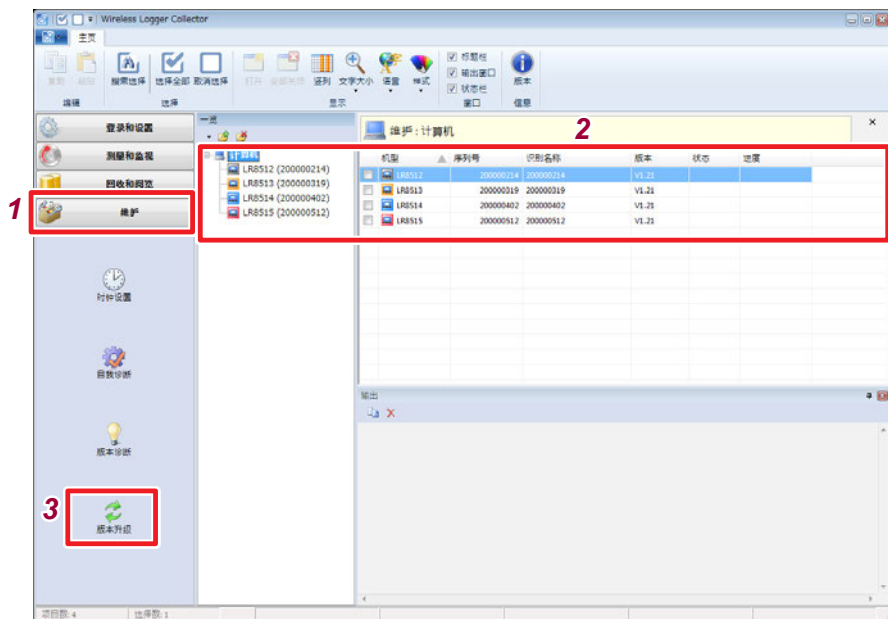 Wireless Logger Collector
主页
复制 粘贴 搜索选择 选择全部 取消选择 打开 全部关闭 竖列 文字大小 语言 样式 标题栏 输出窗口 状态栏 版本
编辑 选择 显示 窗口 信息
登录和设置
测量和监视
回收和阅览
1 维护
时钟设置
自我诊断
版本诊断
3 版本升级
一览
计算机
LR8512 (200000214)
LR8513 (200000319)
LR8514 (200000402)
LR8515 (200000512)
维护 : 计算机 2
机型 序列号 识别名称 版本 状态 进度
LR8512 200000214 200000214 V1.21
LR8513 200000319 200000319 V1.21
LR8514 200000402 200000402 V1.21
LR8515 200000512 200000512 V1.21
输出
项目数: 4 选择数: 1